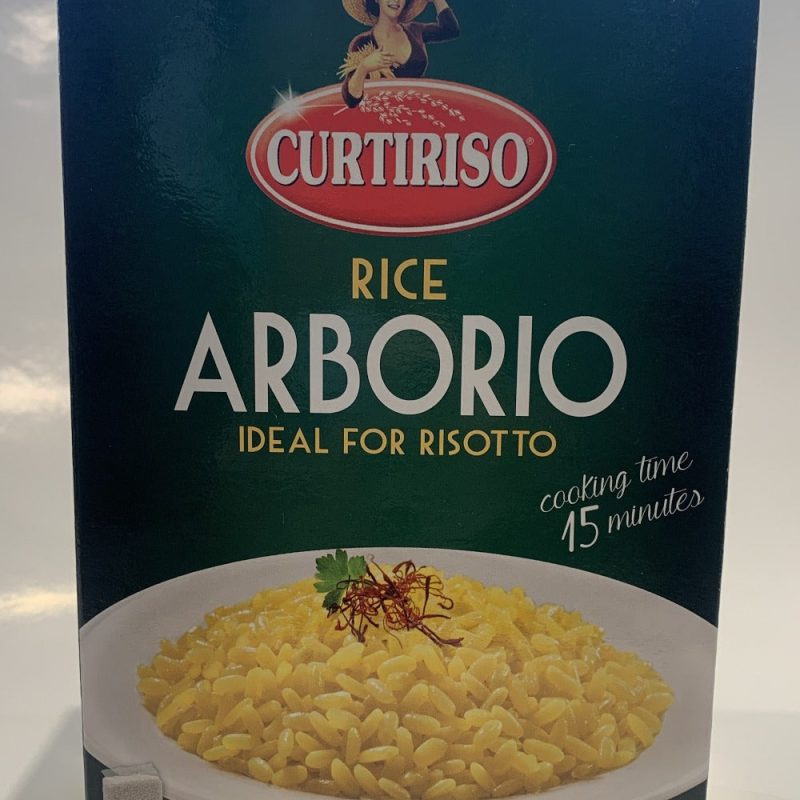 CURTIRISO®
RICE
ARBORIO
IDEAL FOR RISOTTO
cooking time
15 minutes